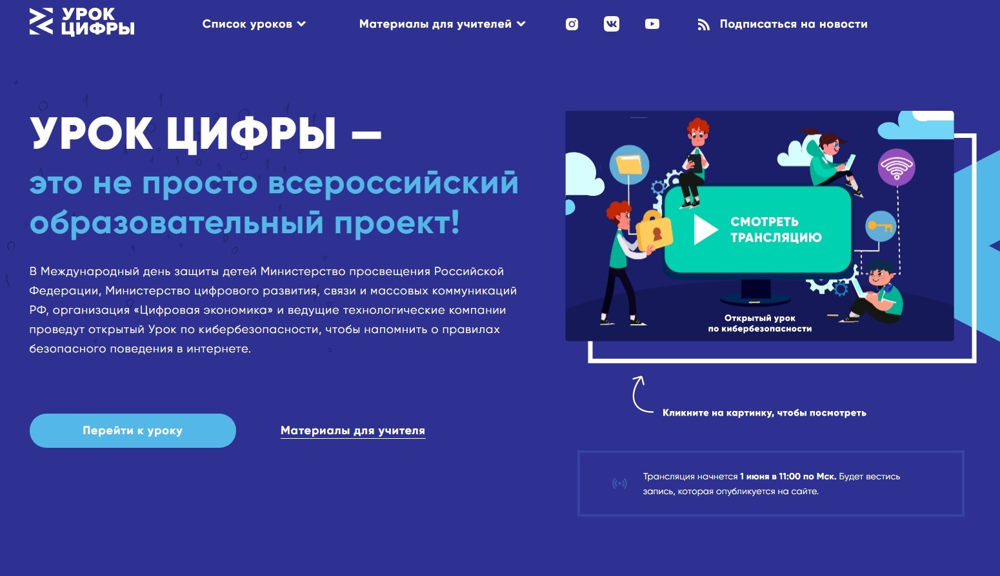 УРОК
ЦИФРЫ
Список уроков
Материалы для учителей
Подписаться на новости
УРОК ЦИФРЫ –
это не просто всероссийский
образовательный проект!
В Международный день защиты детей Министерство просвещения Российской
Федерации, Министерство цифрового развития, связи и массовых коммуникаций
РФ, организация «Цифровая экономика» и ведущие технологические компании
проведут открытый Урок по кибербезопасности, чтобы напомнить о правилах
безопасного поведения в интернете.
Перейти к уроку
Материалы для учителя
СМОТРЕТЬ
ТРАНСЛЯЦИЮ
Открытый урок
по кибербезопасности
Кликните на картинку, чтобы посмотреть
Трансляция начнется 1 июня в 11:00 по Мск. Будет вестись
запись, которая опубликуется на сайте.